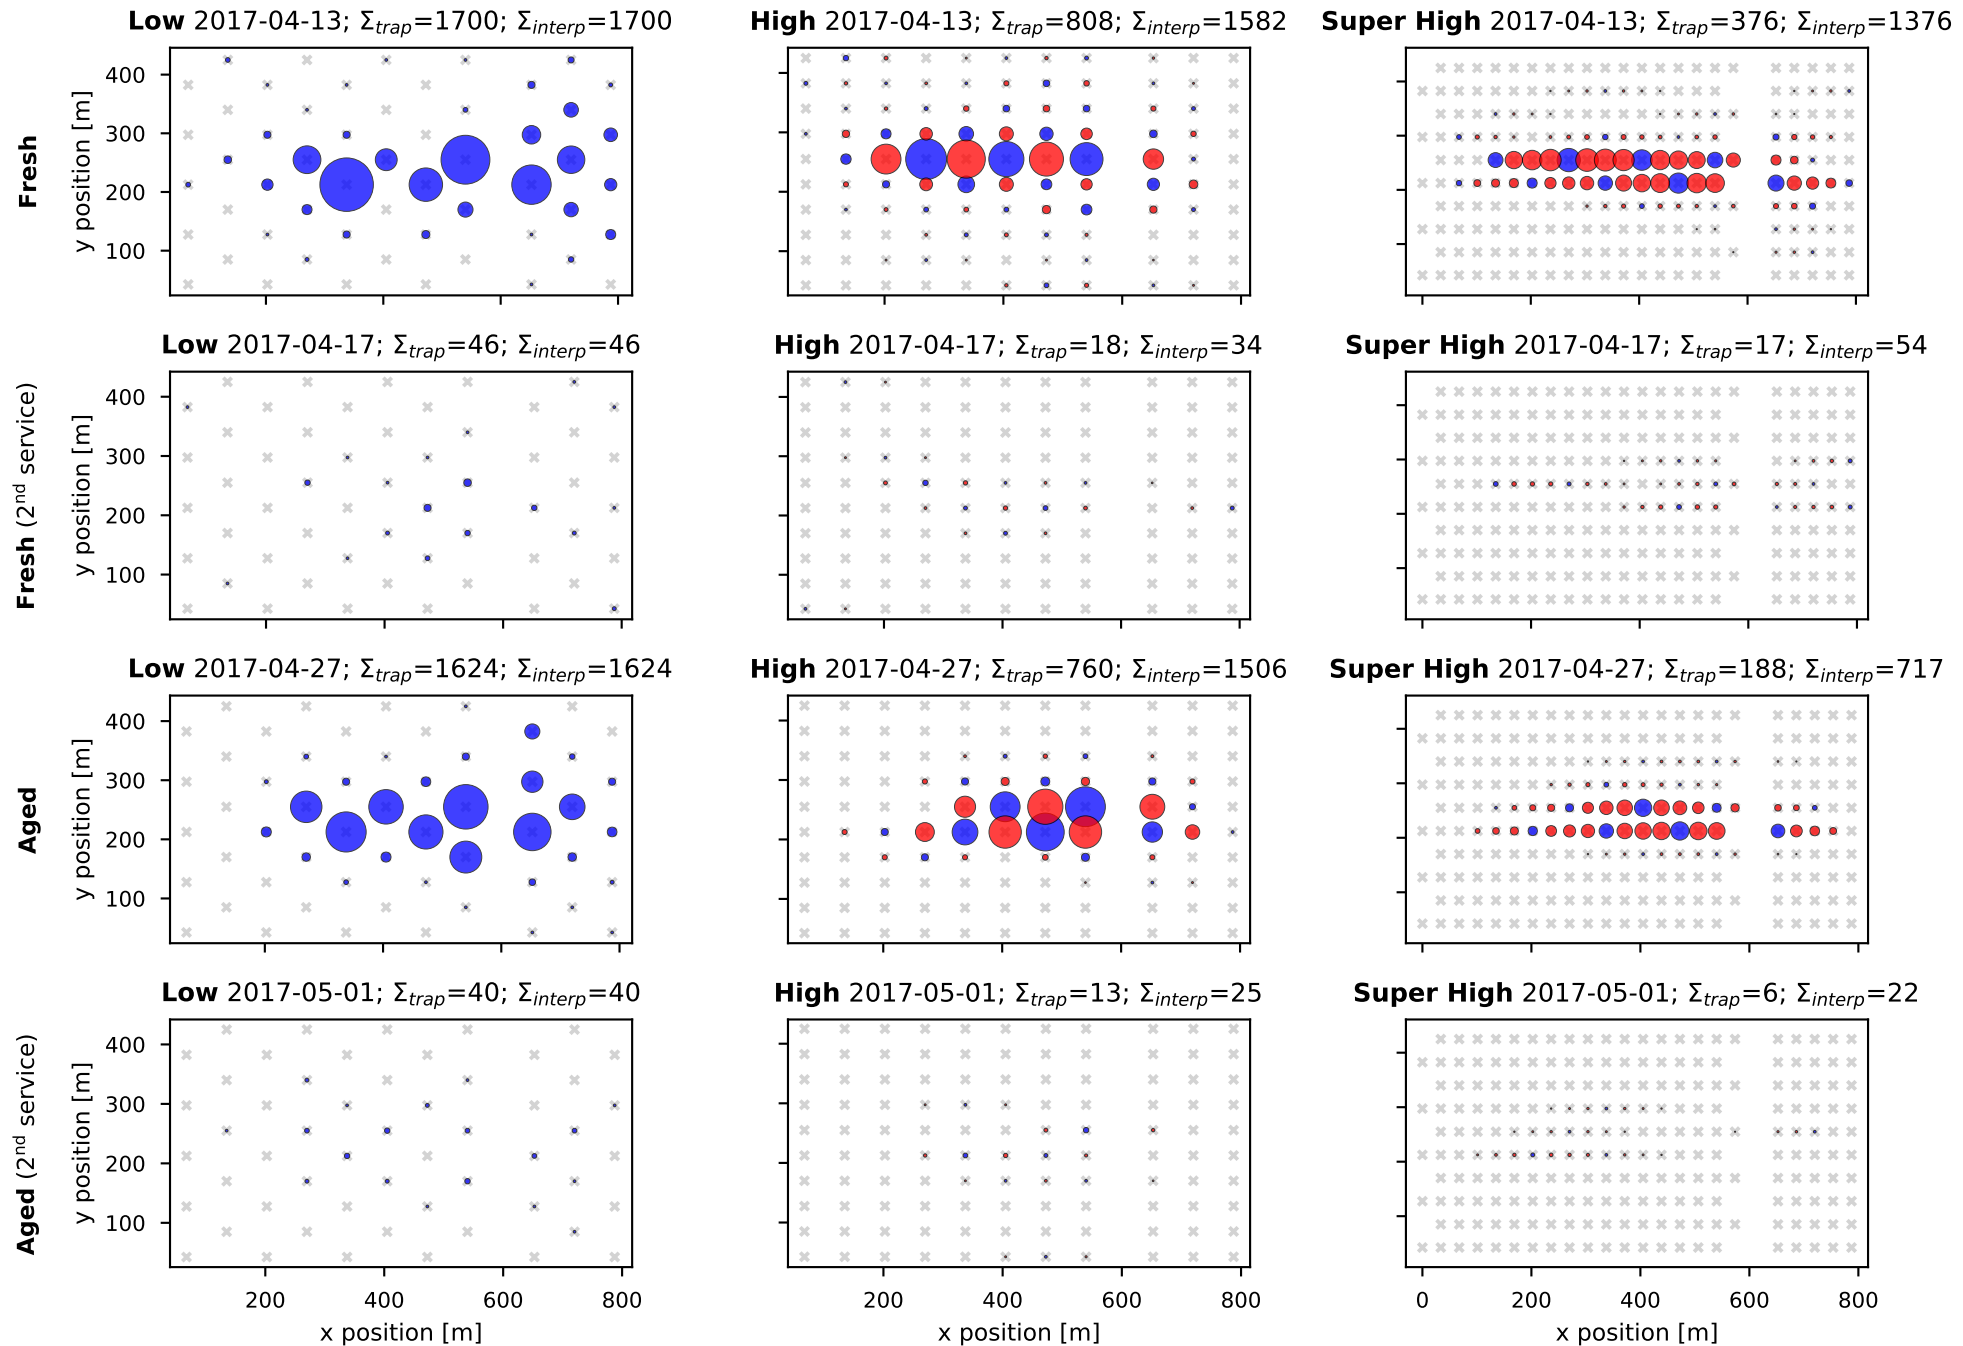 Low 2017-04-13; Σtrap=1700; Σinterp=1700
High 2017-04-13; Σtrap=808; Σinterp=1582
Super High 2017-04-13; Σtrap=376; Σinterp=1376
Fresh
y position [m]
400
300
200
100
Low 2017-04-17; Σtrap=46; Σinterp=46
High 2017-04-17; Σtrap=18; Σinterp=34
Super High 2017-04-17; Σtrap=17; Σinterp=54
Fresh (2nd service)
y position [m]
400
300
200
100
Low 2017-04-27; Σtrap=1624; Σinterp=1624
High 2017-04-27; Σtrap=760; Σinterp=1506
Super High 2017-04-27; Σtrap=188; Σinterp=717
Aged
y position [m]
400
300
200
100
Low 2017-05-01; Σtrap=40; Σinterp=40
High 2017-05-01; Σtrap=13; Σinterp=25
Super High 2017-05-01; Σtrap=6; Σinterp=22
Aged (2nd service)
y position [m]
400
300
200
100
200 400 600 800
200 400 600 800
0 200 400 600 800
x position [m]
x position [m]
x position [m]